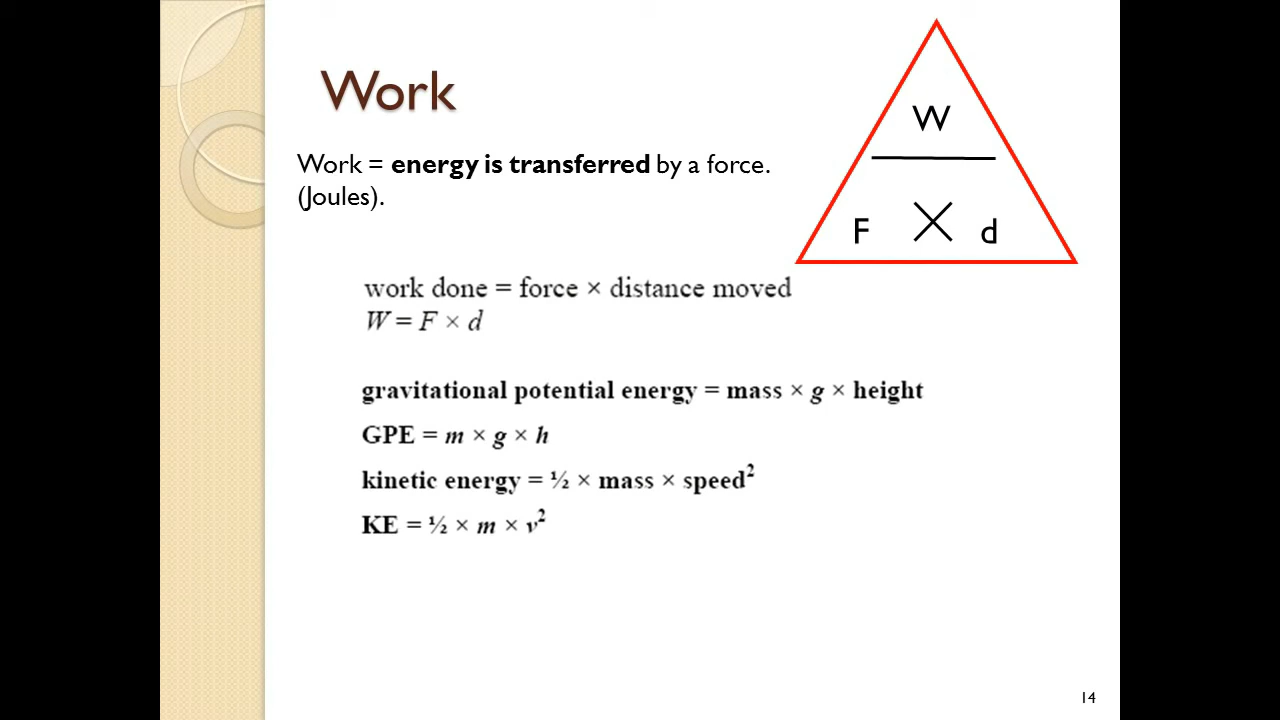 Work
Work = energy is transferred by a force.
(Joules).
W
F × d
work done = force × distance moved
W = F × d
gravitational potential energy = mass × g × height
GPE = m × g × h
kinetic energy = ½ × mass × speed²
KE = ½ × m × v²
14